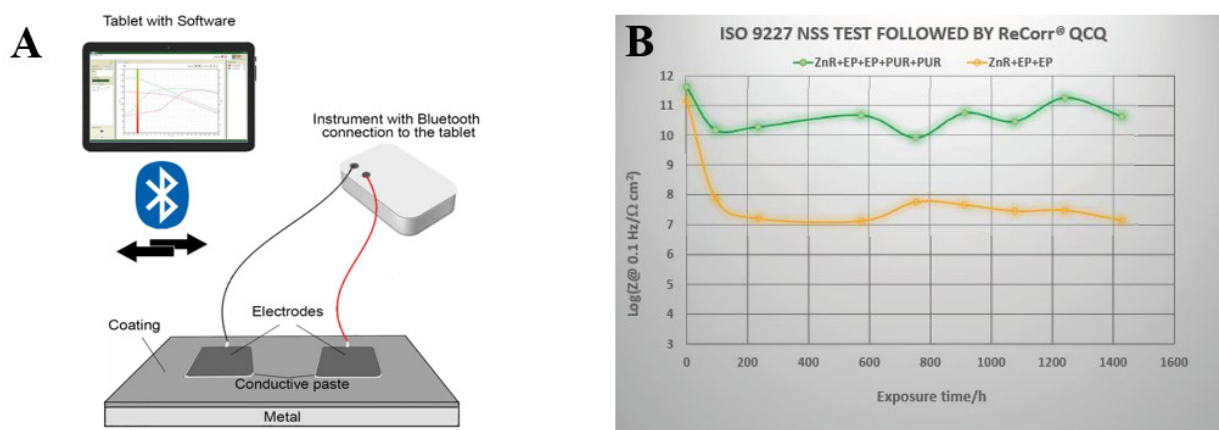 A
Tablet with Software
Instrument with Bluetooth
connection to the tablet
Electrodes
Coating
Conductive paste
Metal
B
ISO 9227 NSS TEST FOLLOWED BY ReCorr® QCQ
ZnR+EP+EP+PUR+PUR ZnR+EP+EP
Log(Z@ 0.1 Hz/Ω cm²)
12
11
10
9
8
7
6
5
4
3
0 200 400 600 800 1000 1200 1400 1600
Exposure time/h